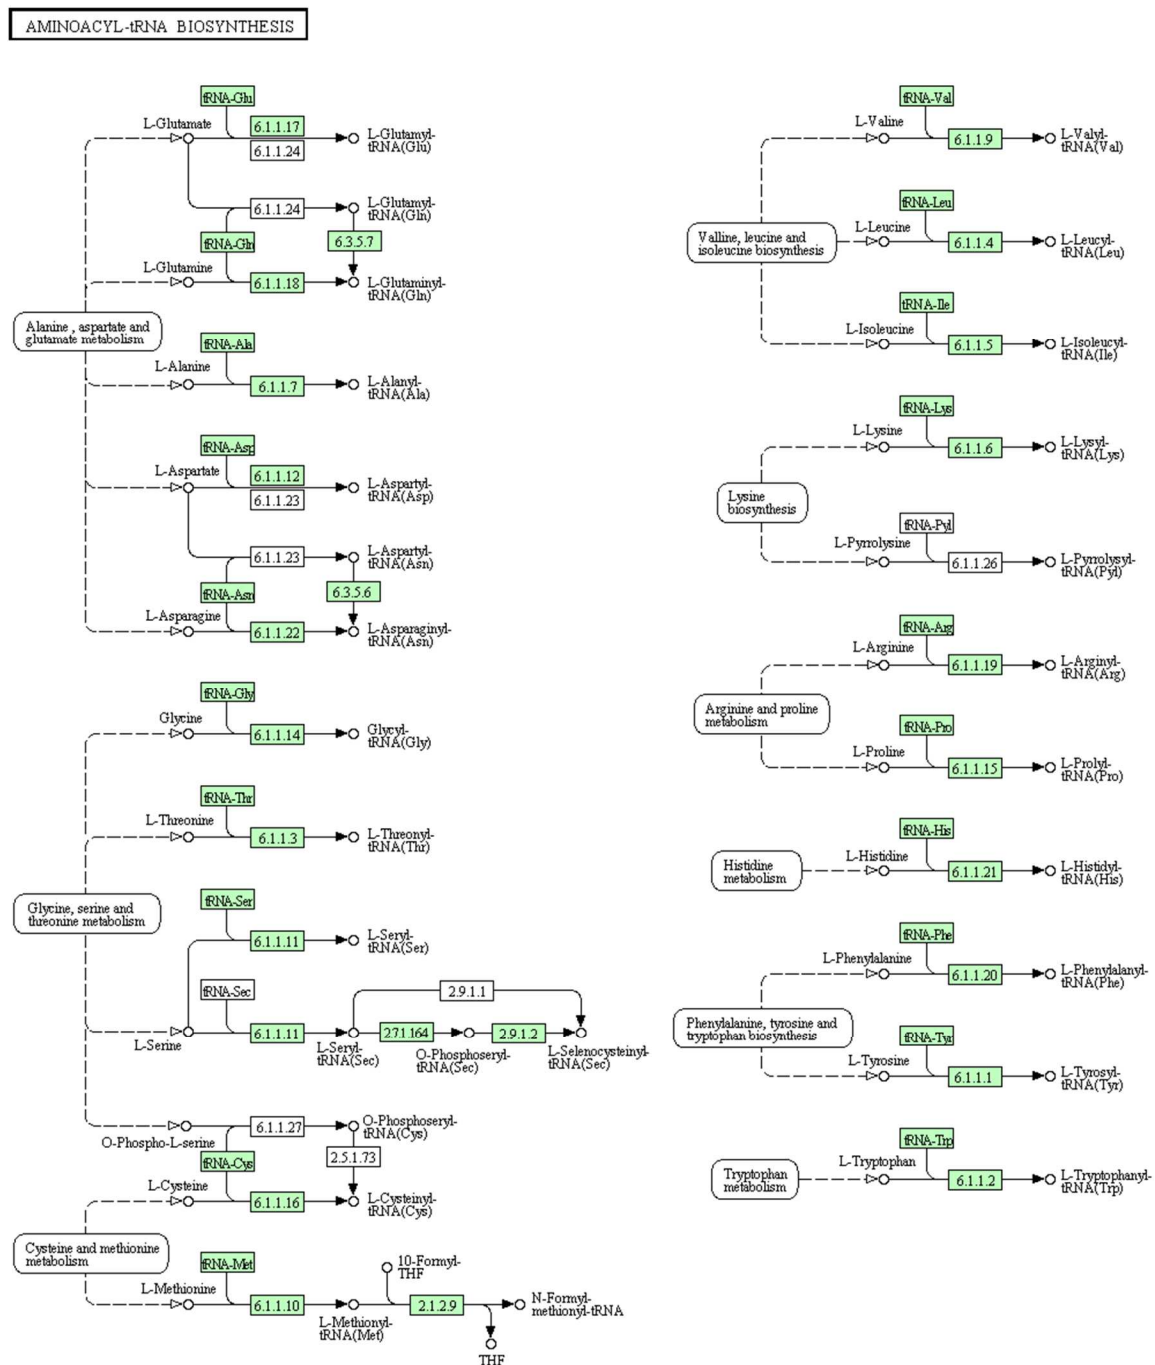 AMINOACYL-tRNA BIOSYNTHESIS
tRNA-Glu
L-Glutamate
6.1.1.17
6.1.1.24
L-Glutamyl-
tRNA(Glu)
6.1.1.24
L-Glutamyl-
tRNA(Gln)
tRNA-Gln
6.3.5.7
L-Glutamine
6.1.1.18
L-Glutaminyl-
tRNA(Gln)
Alanine , aspartate and
glutamate metabolism
tRNA-Ala
L-Alanine
6.1.1.7
L-Alanyl-
tRNA(Ala)
tRNA-Asp
L-Aspartate
6.1.1.12
6.1.1.23
L-Aspartyl-
tRNA(Asp)
6.1.1.23
L-Aspartyl-
tRNA(Asn)
tRNA-Asn
6.3.5.6
L-Asparagine
6.1.1.22
L-Asparaginyl-
tRNA(Asn)
tRNA-Gly
Glycine
6.1.1.14
Glycyl-
tRNA(Gly)
tRNA-Thr
L-Threonine
6.1.1.3
L-Threonyl-
tRNA(Thr)
Glycine, serine and
threonine metabolism
tRNA-Ser
6.1.1.11
L-Seryl-
tRNA(Ser)
tRNA-Sec
2.9.1.1
L-Serine
6.1.1.11
L-Seryl-
tRNA(Sec)
2.7.1.164
O-Phosphoseryl-
tRNA(Sec)
2.9.1.2
L-Selenocysteinyl-
tRNA(Sec)
O-Phospho-L-serine
6.1.1.27
O-Phosphoseryl-
tRNA(Cys)
tRNA-Cys
2.5.1.73
L-Cysteine
6.1.1.16
L-Cysteinyl-
tRNA(Cys)
Cysteine and methionine
metabolism
tRNA-Met
L-Methionine
6.1.1.10
L-Methionyl-
tRNA(Met)
10-Formyl-
THF
2.1.2.9
N-Formyl-
methionyl-tRNA
THF
tRNA-Val
L-Valine
6.1.1.9
L-Valyl-
tRNA(Val)
tRNA-Leu
Valline, leucine and
isoleucine biosynthesis
L-Leucine
6.1.1.4
L-Leucyl-
tRNA(Leu)
tRNA-Ile
L-Isoleucine
6.1.1.5
L-Isoleucyl-
tRNA(Ile)
tRNA-Lys
L-Lysine
6.1.1.6
L-Lysyl-
tRNA(Lys)
Lysine
biosynthesis
tRNA-Pyl
L-Pyrrolysine
6.1.1.26
L-Pyrrolysyl-
tRNA(Pyl)
tRNA-Arg
L-Arginine
6.1.1.19
L-Arginyl-
tRNA(Arg)
Arginine and proline
metabolism
tRNA-Pro
L-Proline
6.1.1.15
L-Prolyl-
tRNA(Pro)
tRNA-His
Histidine
metabolism
L-Histidine
6.1.1.21
L-Histidyl-
tRNA(His)
tRNA-Phe
L-Phenylalanine
6.1.1.20
L-Phenylalanyl-
tRNA(Phe)
Phenylalanine, tyrosine and
tryptophan biosynthesis
tRNA-Tyr
L-Tyrosine
6.1.1.1
L-Tyrosyl-
tRNA(Tyr)
tRNA-Trp
Tryptophan
metabolism
L-Tryptophan
6.1.1.2
L-Tryptophanyl-
tRNA(Trp)